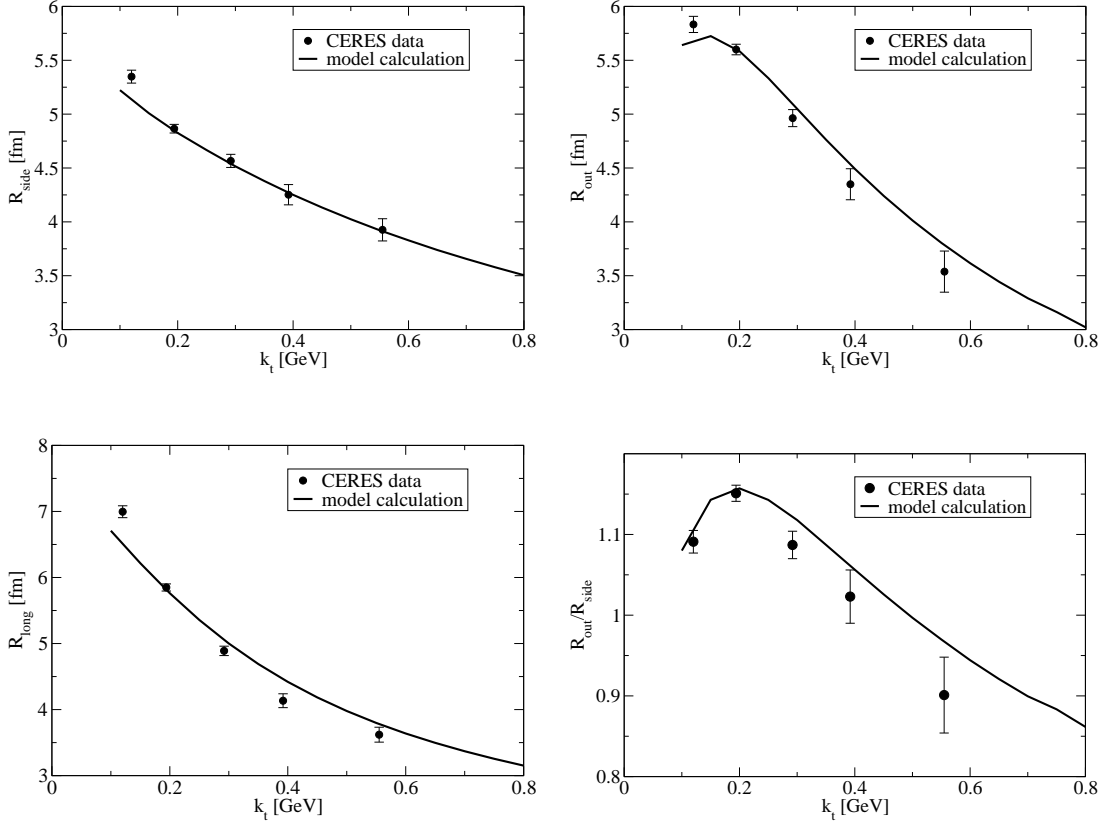 6
5.5
5
4.5
4
3.5
3
R_side [fm]
CERES data
model calculation
0 0.2 0.4 0.6 0.8
k_t [GeV]
6
5.5
5
4.5
4
3.5
3
R_out [fm]
CERES data
model calculation
0 0.2 0.4 0.6 0.8
k_t [GeV]
8
7
6
5
4
3
R_long [fm]
CERES data
model calculation
0 0.2 0.4 0.6 0.8
k_t [GeV]
1.1
1
0.9
0.8
R_out/R_side
CERES data
model calculation
0 0.2 0.4 0.6 0.8
k_t [GeV]